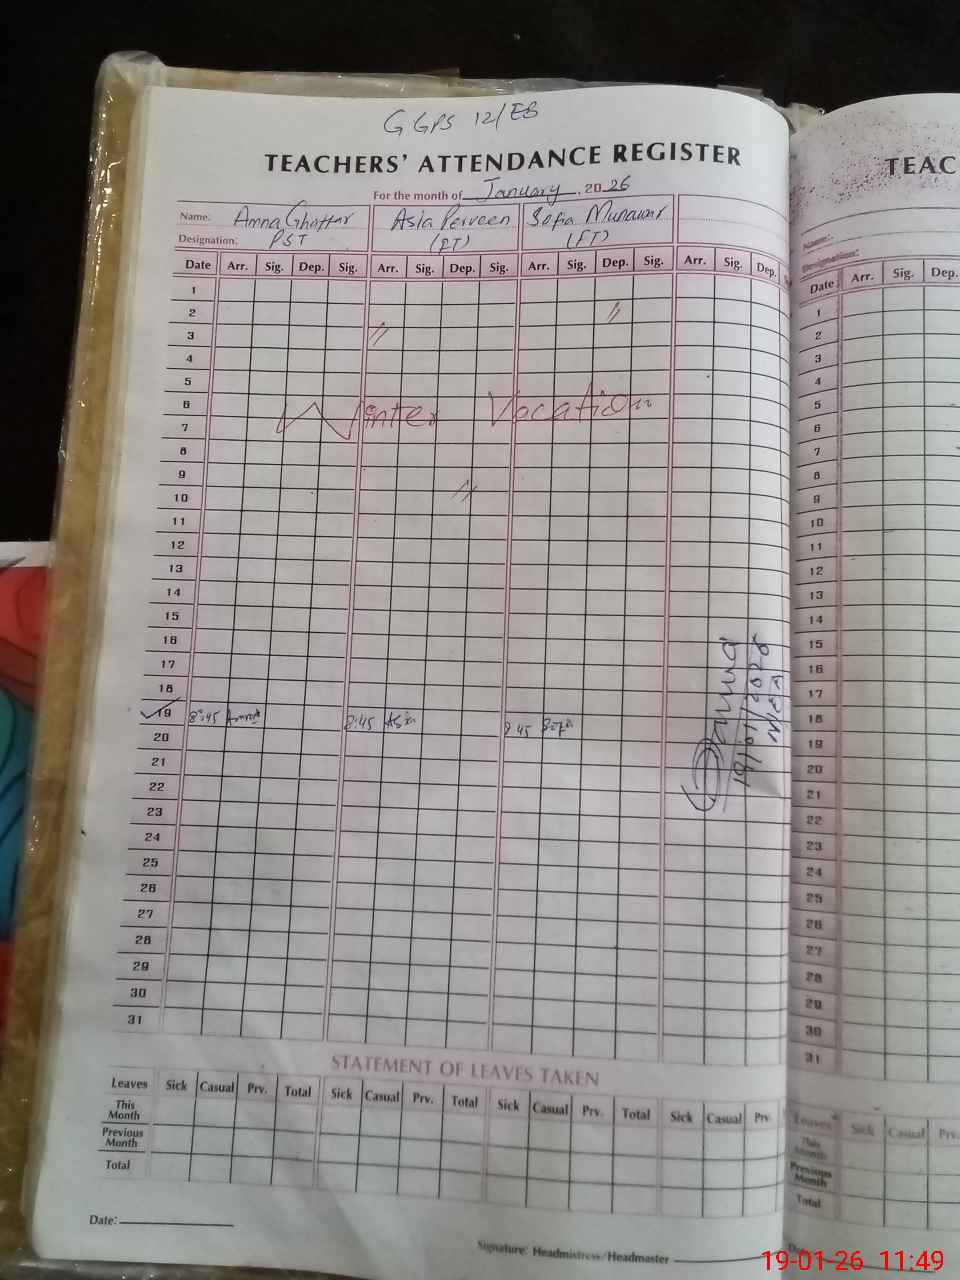 G GPS 12/EB
TEACHERS' ATTENDANCE REGISTER
For the month of January, 2026
Name: Amna Ghaffar Asia Perveen Sofia Munawar
Designation: PST (PT) (FT)
Date Arr. Sig. Dep. Sig. Arr. Sig. Dep. Sig. Arr. Sig. Dep. Sig. Arr. Sig. Dep.
1
2
3
4
5
6
Winter Vacation
7
8
9
10
11
12
13
14
15
16
17
18
19 8:45 Amna 8:45 Asia 8 45 Sofia
20
21
22
23
24
25
26
27
28
29
30
31
19/01/2026
MEA
STATEMENT OF LEAVES TAKEN
Leaves Sick Casual Prv. Total Sick Casual Prv. Total Sick Casual Prv. Total Sick Casual Prv.
This Month
Previous Month
Total
Date:
Signature: Headmistress/Headmaster
TEAC
Name:
Designation:
Date Arr. Sig. Dep.
1
2
3
4
5
6
7
8
9
10
11
12
13
14
15
16
17
18
19
20
21
22
23
24
25
26
27
28
29
30
31
Leaves Sick Casual Prv.
This Month
Previous Month
Total
19-01-26 11:49